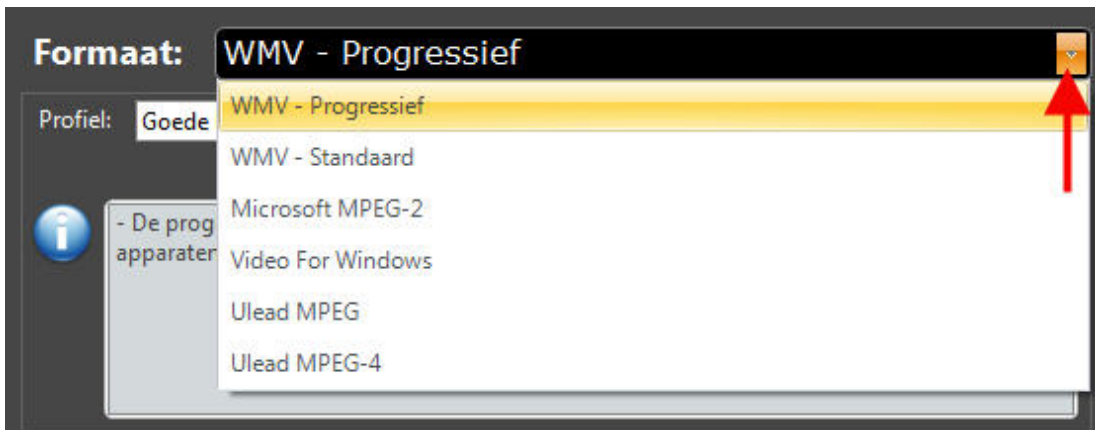 Formaat: WMV - Progressief
WMV - Progressief
Profiel: Goede
WMV - Standaard
Microsoft MPEG-2
- De prog
apparaten
Video For Windows
Ulead MPEG
Ulead MPEG-4